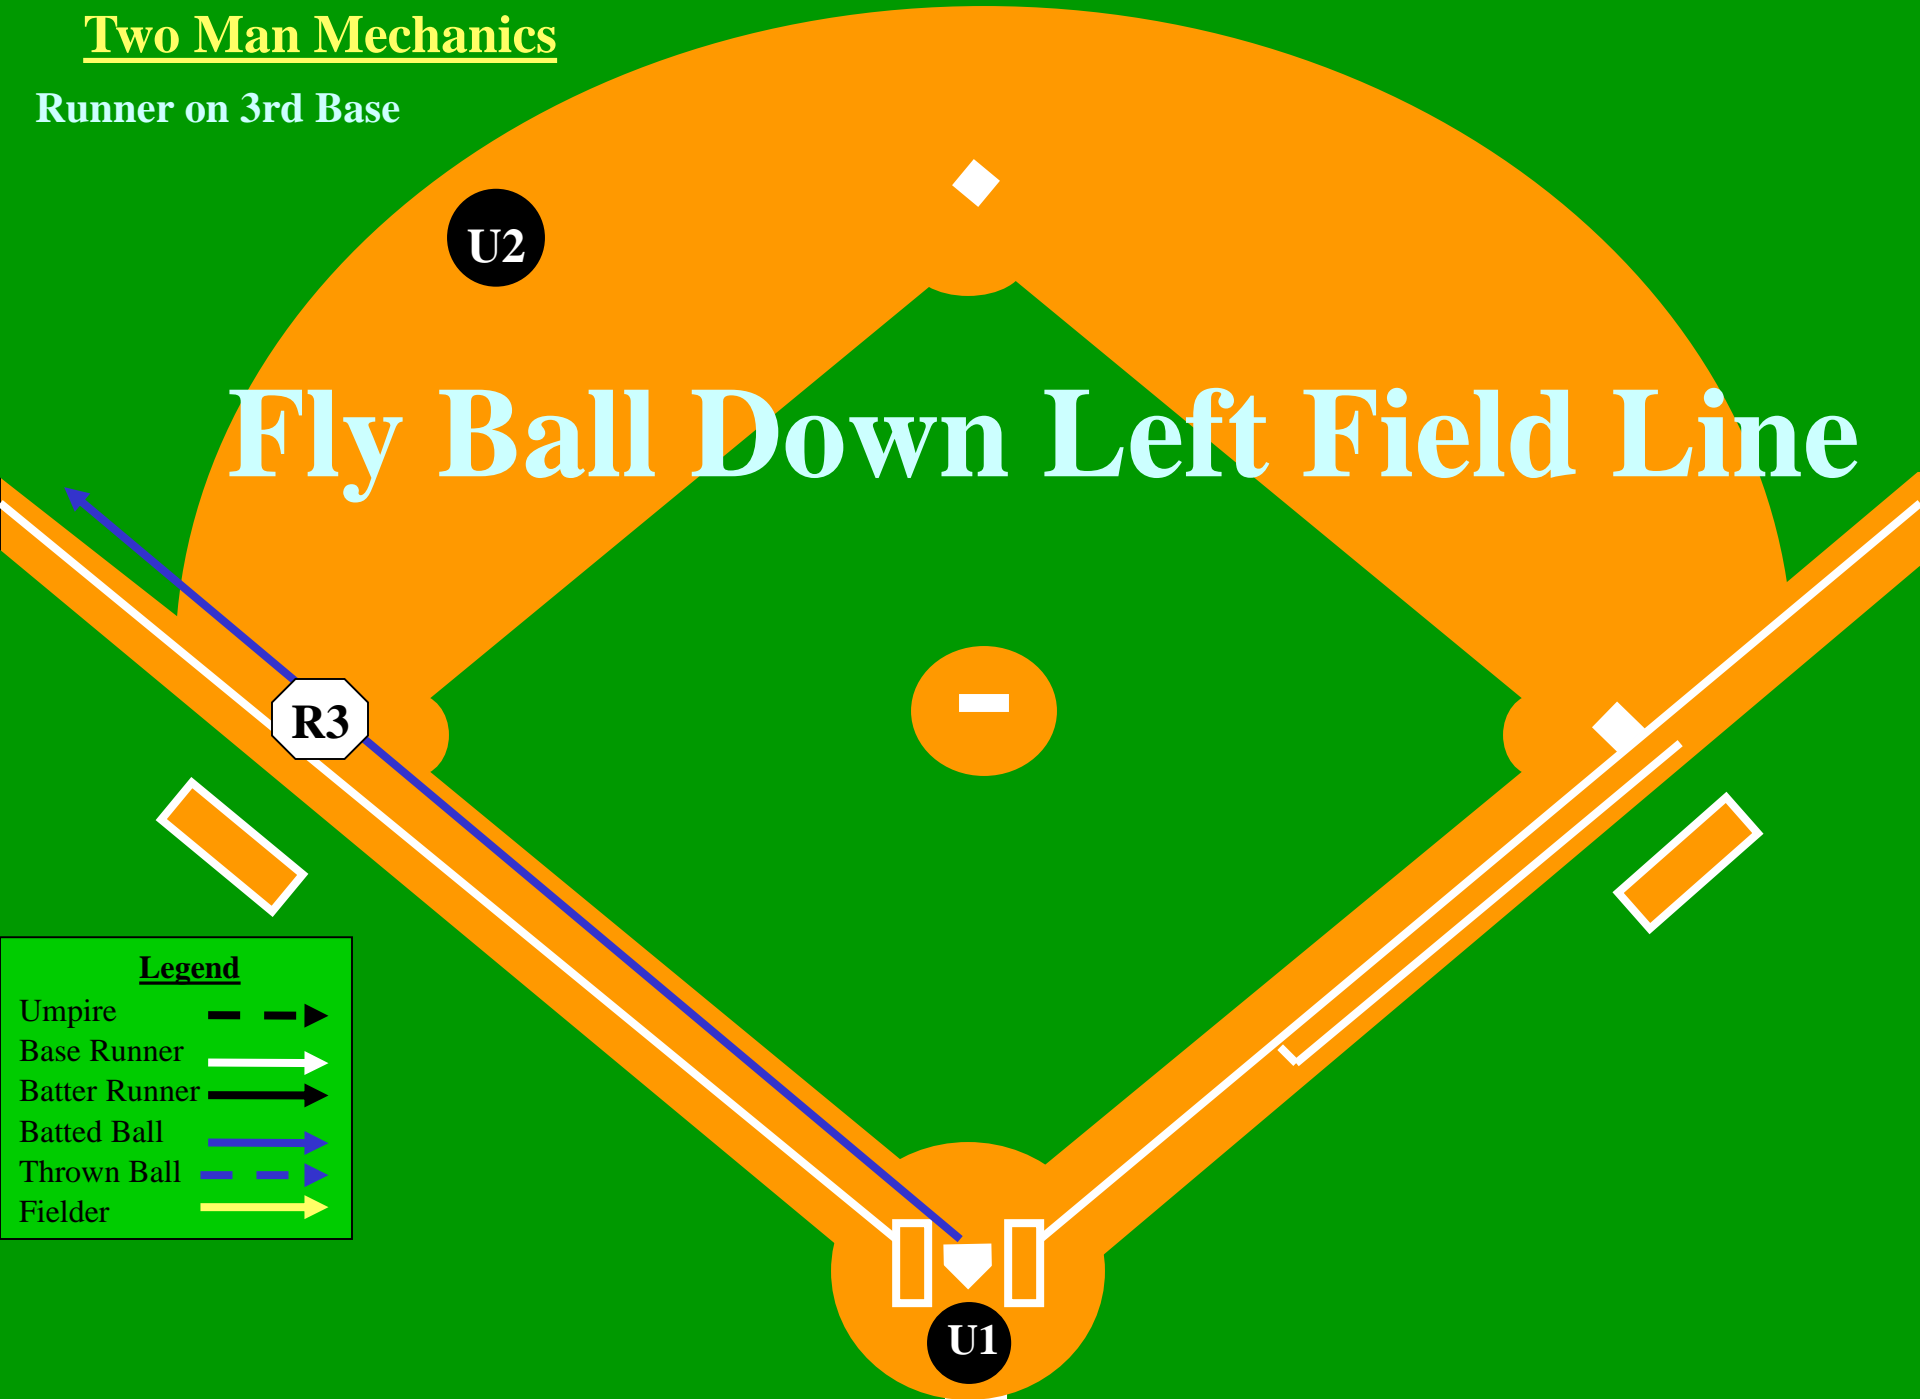 Two Man Mechanics
Runner on 3rd Base
U2
Fly Ball Down Left Field Line
R3
Legend
Umpire
Base Runner
Batter Runner
Batted Ball
Thrown Ball
Fielder
U1